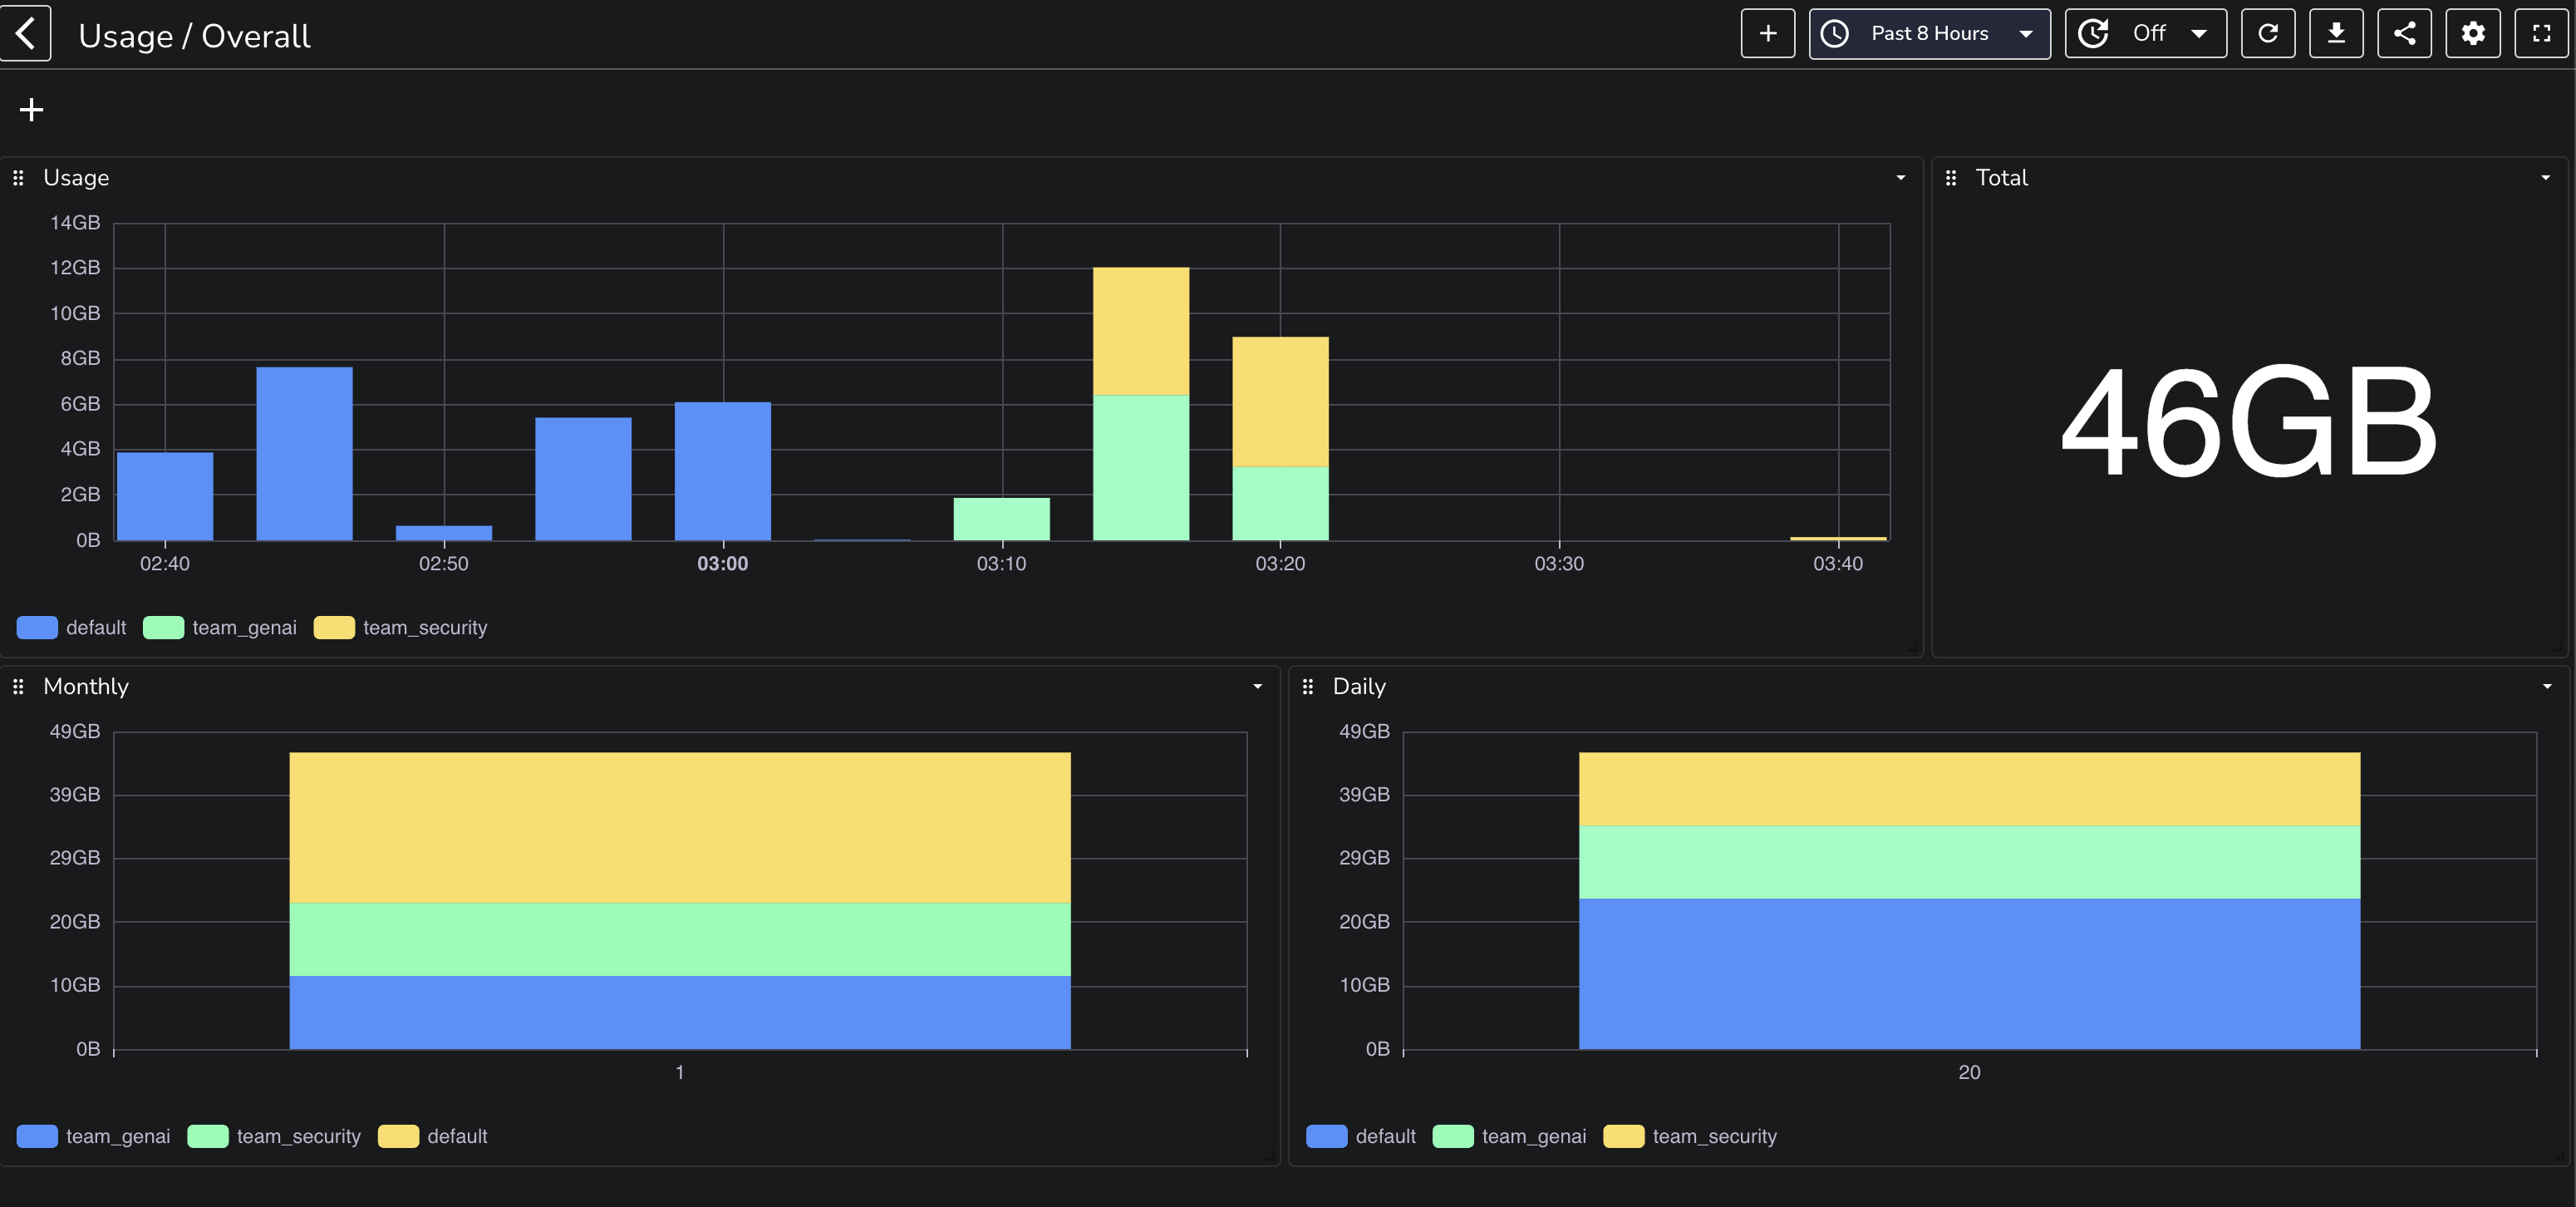 Usage / Overall
Past 8 Hours
Off
Usage
14GB
12GB
10GB
8GB
6GB
4GB
2GB
0B
02:40 02:50 03:00 03:10 03:20 03:30 03:40
default team_genai team_security
Total
46GB
Monthly
49GB
39GB
29GB
20GB
10GB
0B
1
team_genai team_security default
Daily
49GB
39GB
29GB
20GB
10GB
0B
20
default team_genai team_security